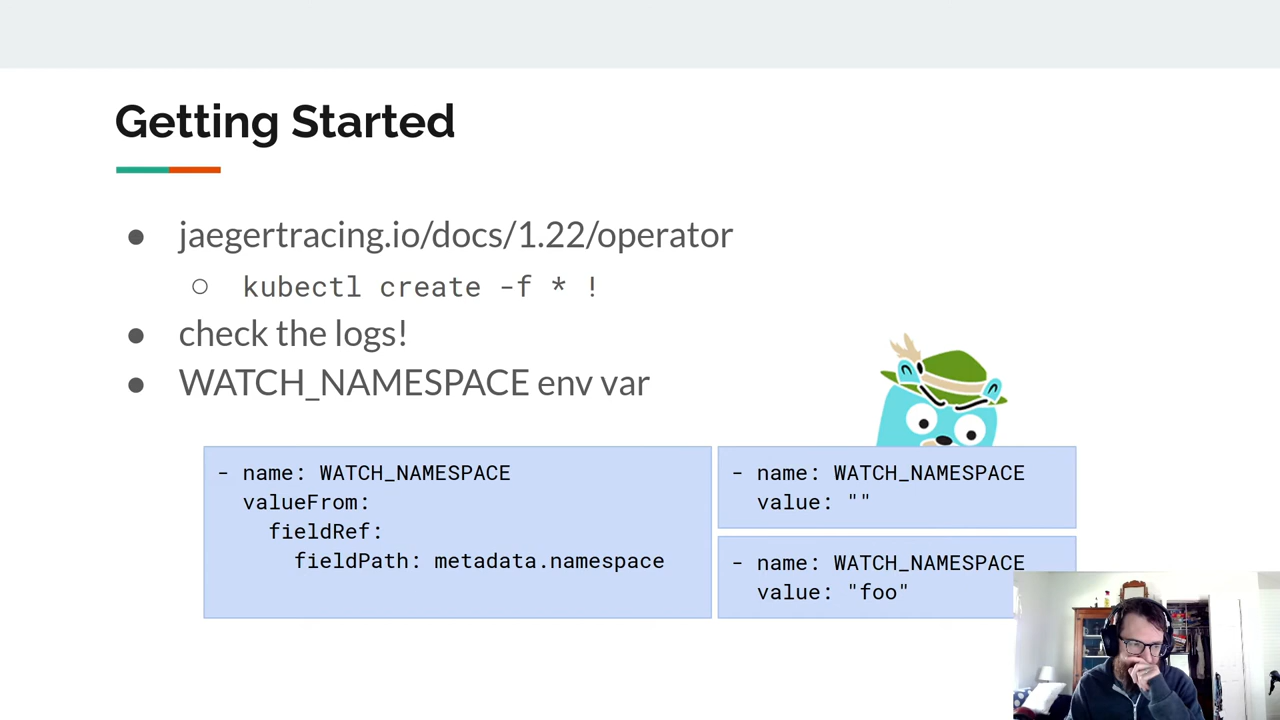 Getting Started
● jaegertracing.io/docs/1.22/operator
○ kubectl create -f * !
● check the logs!
● WATCH_NAMESPACE env var
- name: WATCH_NAMESPACE
valueFrom:
fieldRef:
fieldPath: metadata.namespace
- name: WATCH_NAMESPACE
value: ""
- name: WATCH_NAMESPACE
value: "foo"